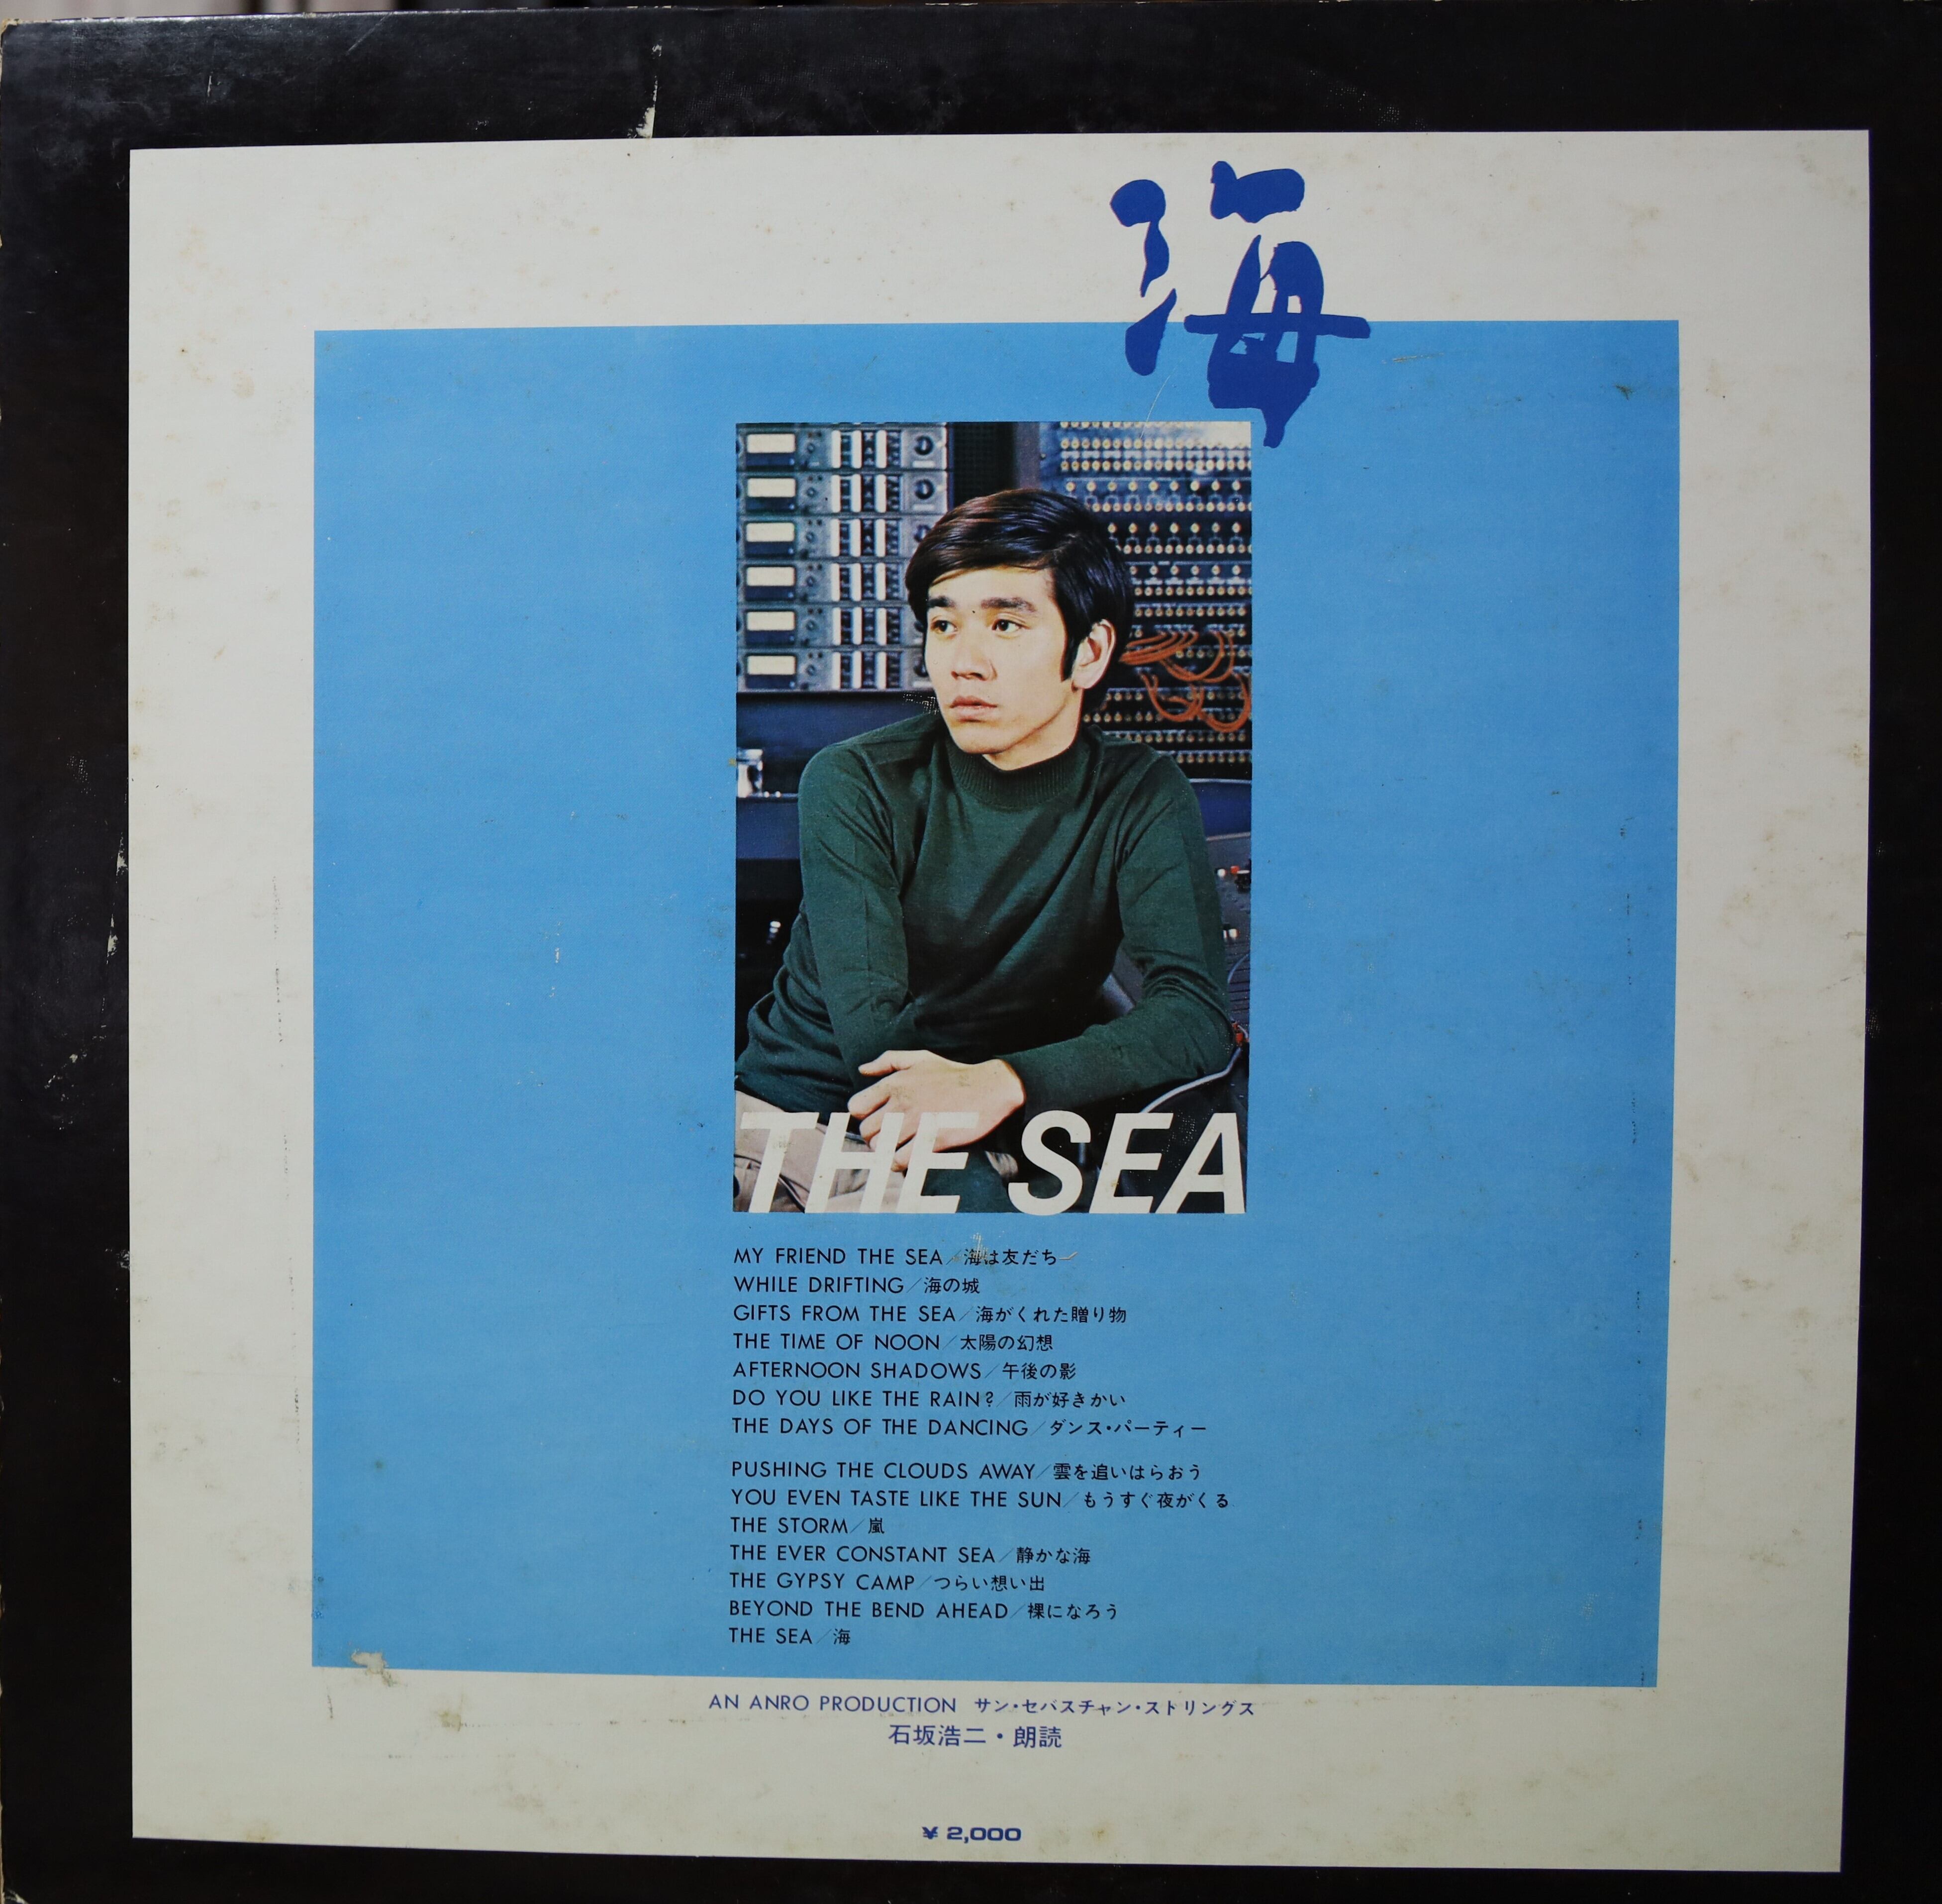 海
THE SEA
MY FRIEND THE SEA／海は友だち
WHILE DRIFTING／海の城
GIFTS FROM THE SEA／海がくれた贈り物
THE TIME OF NOON／太陽の幻想
AFTERNOON SHADOWS／午後の影
DO YOU LIKE THE RAIN?／雨が好きかい
THE DAYS OF THE DANCING／ダンス・パーティー
PUSHING THE CLOUDS AWAY／雲を追いはらおう
YOU EVEN TASTE LIKE THE SUN／もうすぐ夜がくる
THE STORM／嵐
THE EVER CONSTANT SEA／静かな海
THE GYPSY CAMP／つらい想い出
BEYOND THE BEND AHEAD／裸になろう
THE SEA／海
AN ANRO PRODUCTION サン・セバスチャン・ストリングス
石坂浩二・朗読
¥ 2,000